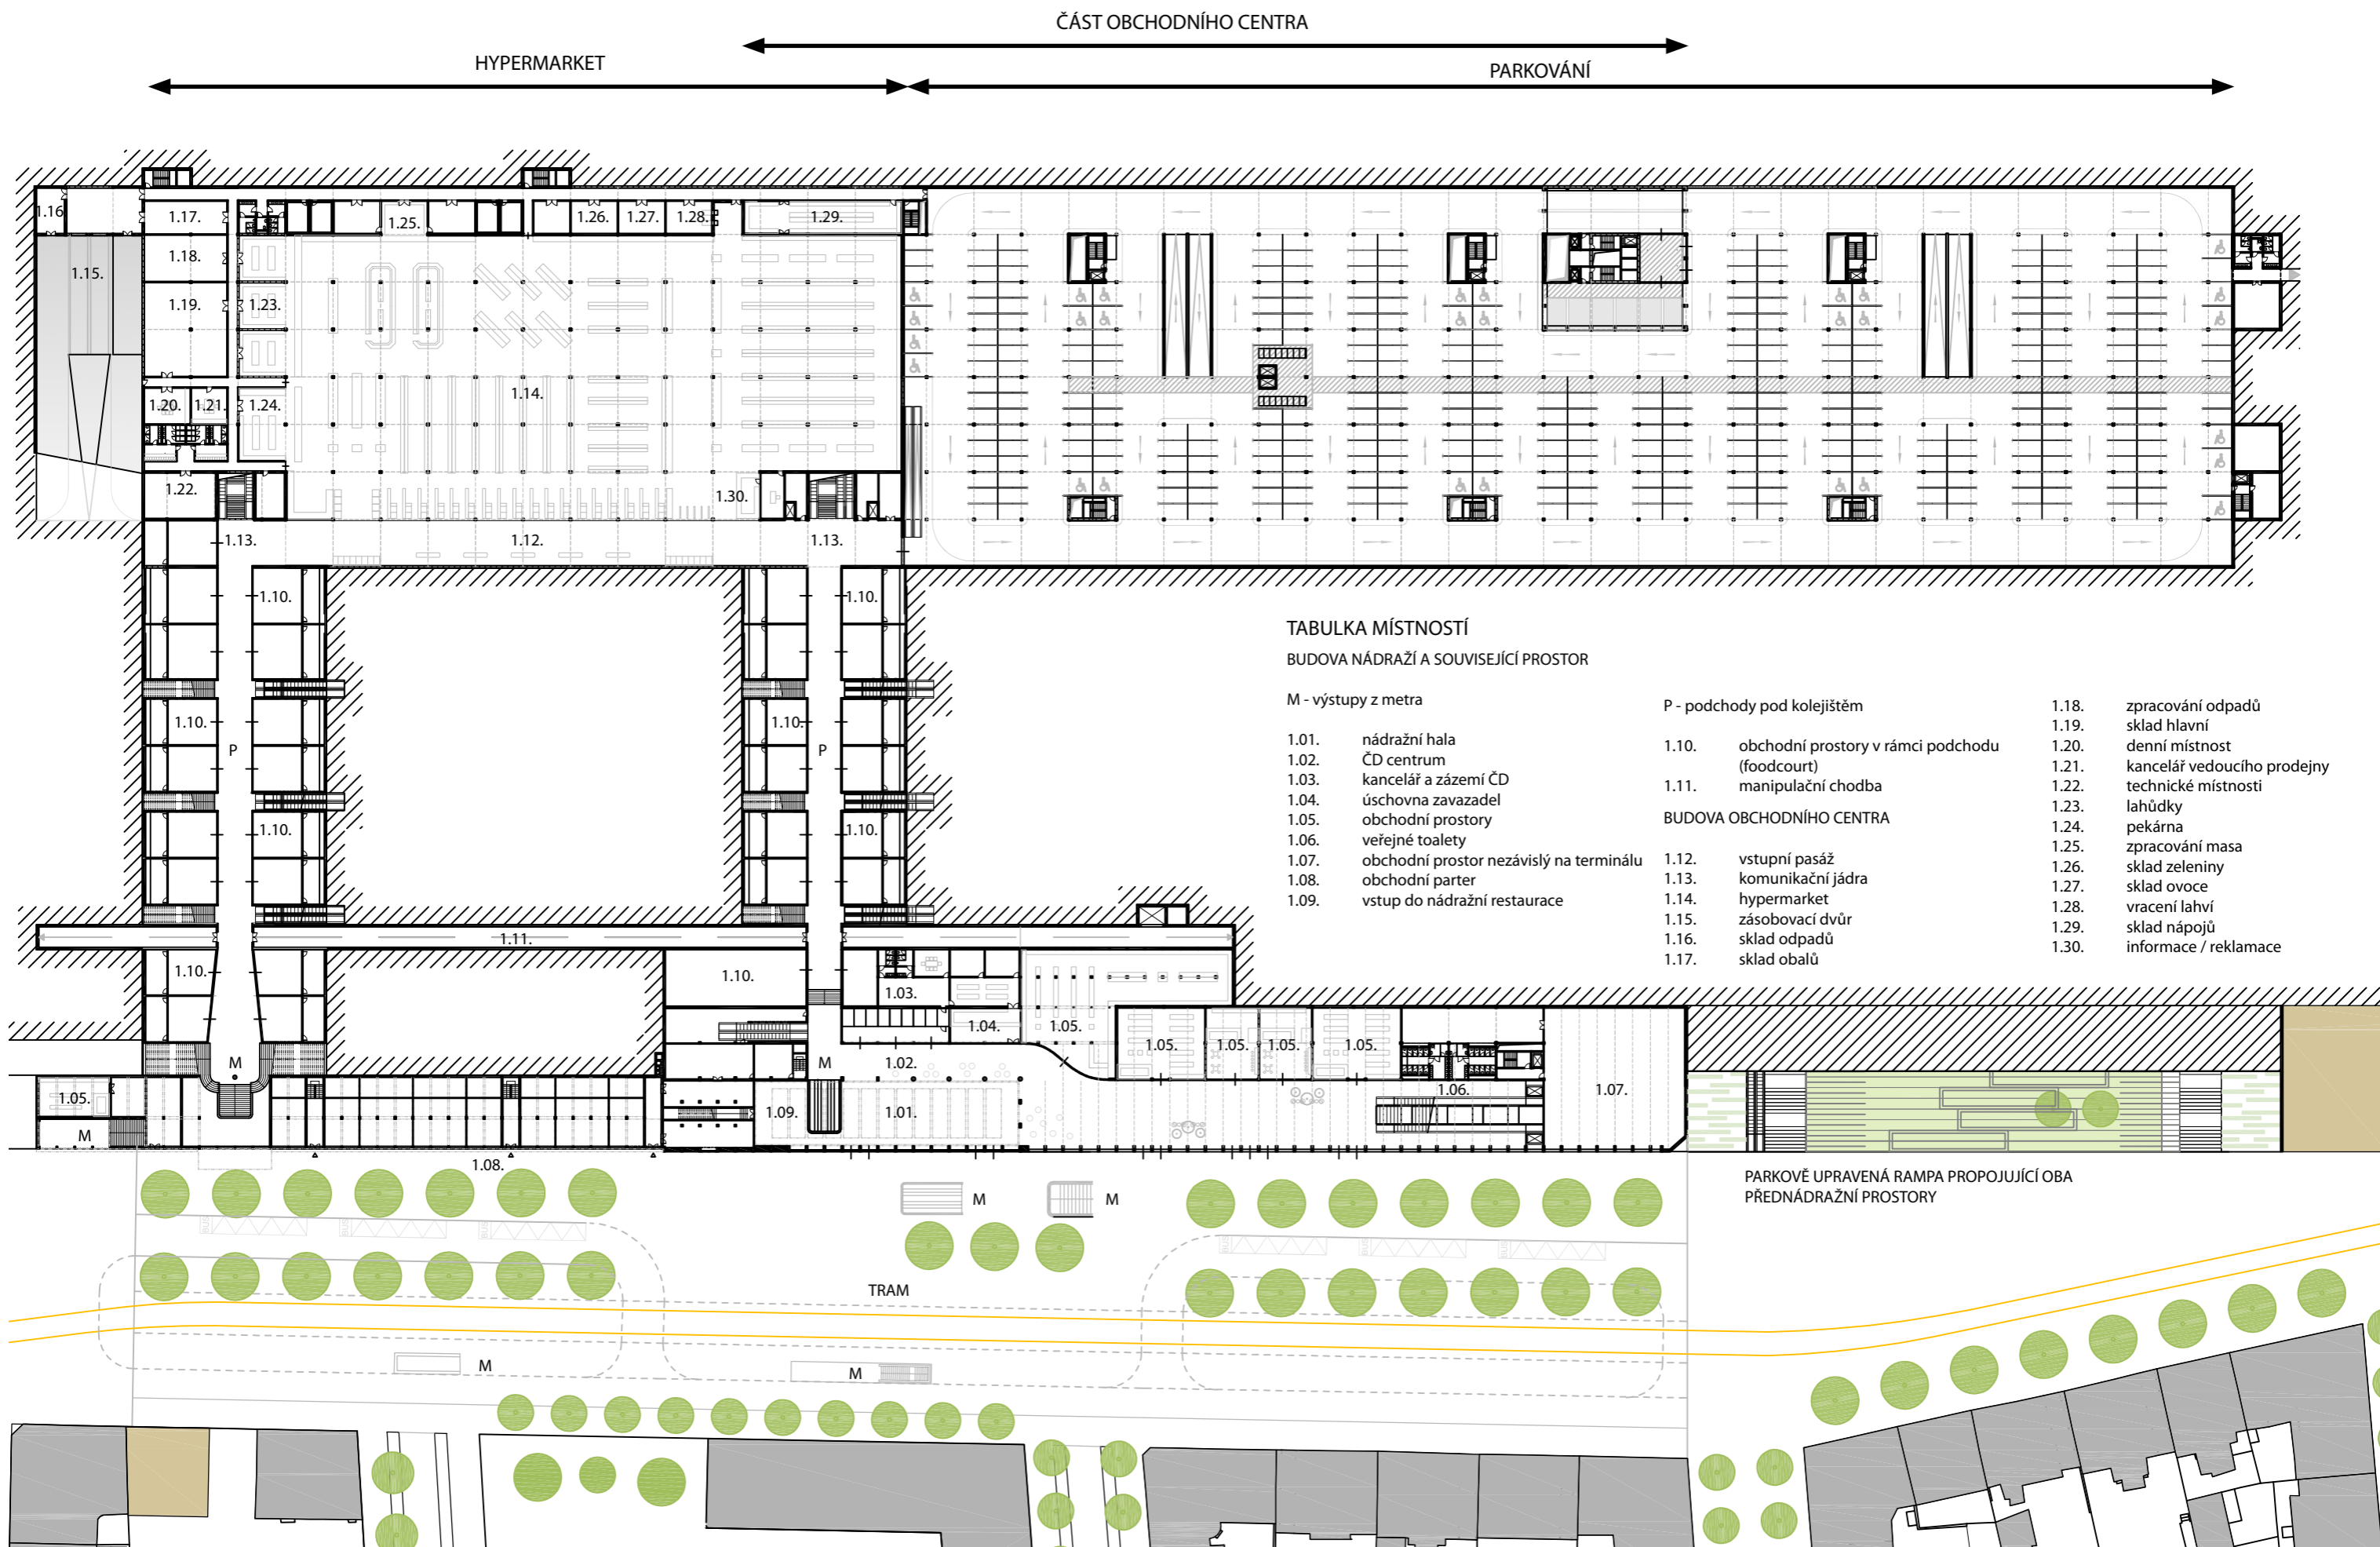 ČÁST OBCHODNÍHO CENTRA
HYPERMARKET
PARKOVÁNÍ
1.16
1.17.
1.25.
1.26.
1.27.
1.28.
1.29.
1.15.
1.18.
1.19.
1.23.
1.14.
1.20.
1.21.
1.24.
1.22.
1.30.
1.13.
1.12.
1.13.
1.10.
1.10.
1.10.
1.10.
P
P
1.10.
1.10.
1.11.
1.10.
1.10.
1.03.
1.04.
1.05.
1.05.
1.05.
1.05.
1.05.
M
M
1.02.
1.05.
1.09.
1.01.
1.06.
1.07.
M
1.08.
TABULKA MÍSTNOSTÍ
BUDOVA NÁDRAŽÍ A SOUVISEJÍCÍ PROSTOR
M - výstupy z metra
1.01. nádražní hala
1.02. ČD centrum
1.03. kancelář a zázemí ČD
1.04. úschovna zavazadel
1.05. obchodní prostory
1.06. veřejné toalety
1.07. obchodní prostor nezávislý na terminálu
1.08. obchodní parter
1.09. vstup do nádražní restaurace
P - podchody pod kolejištěm
1.10. obchodní prostory v rámci podchodu
(foodcourt)
1.11. manipulační chodba
BUDOVA OBCHODNÍHO CENTRA
1.12. vstupní pasáž
1.13. komunikační jádra
1.14. hypermarket
1.15. zásobovací dvůr
1.16. sklad odpadů
1.17. sklad obalů
1.18. zpracování odpadů
1.19. sklad hlavní
1.20. denní místnost
1.21. kancelář vedoucího prodejny
1.22. technické místnosti
1.23. lahůdky
1.24. pekárna
1.25. zpracování masa
1.26. sklad zeleniny
1.27. sklad ovoce
1.28. vracení lahví
1.29. sklad nápojů
1.30. informace / reklamace
PARKOVĚ UPRAVENÁ RAMPA PROPOJUJÍCÍ OBA
PŘEDNÁDRAŽNÍ PROSTORY
M
M
BUS
BUS
BUS
BUS
BUS
BUS
TRAM
M
M